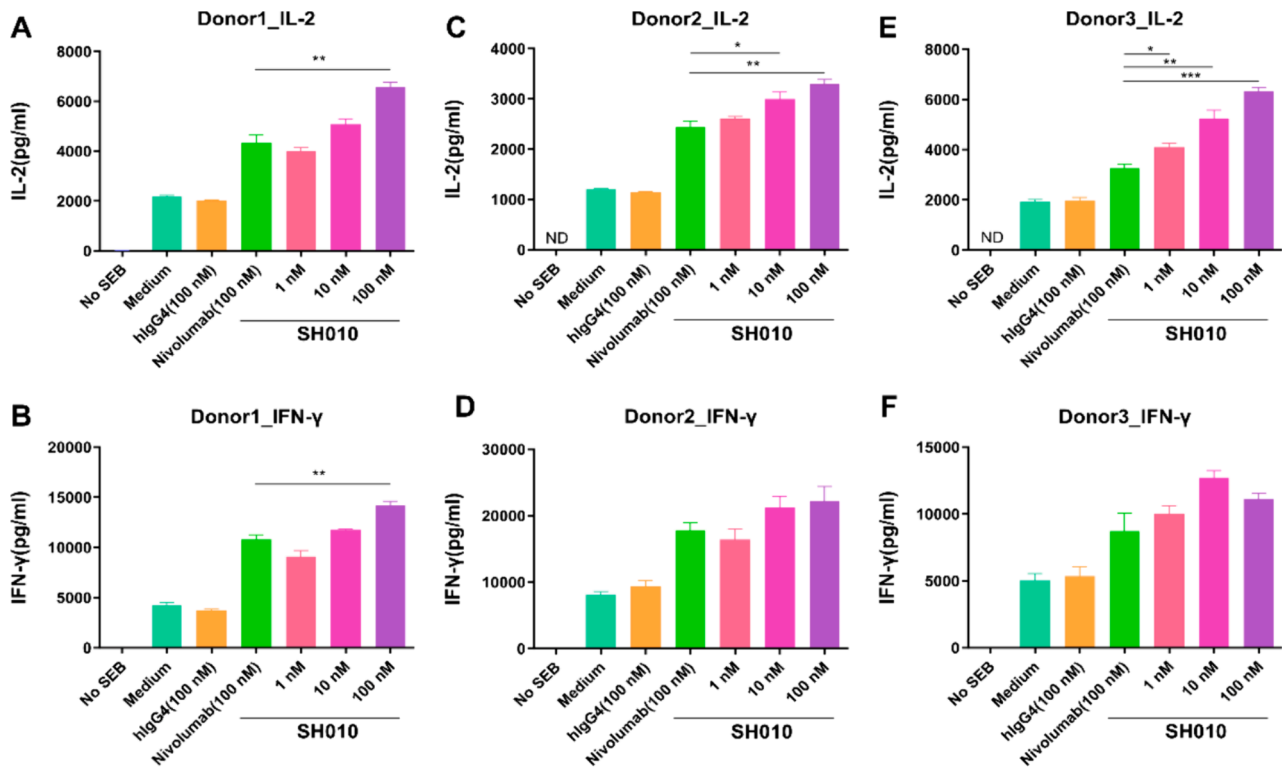 A
Donor1_IL-2
IL-2(pg/ml)
8000
6000
4000
2000
0
**
No SEB
Medium
hIgG4(100 nM)
Nivolumab(100 nM)
1 nM
10 nM
100 nM
SH010
C
Donor2_IL-2
IL-2(pg/ml)
4000
3000
2000
1000
0
*
**
ND
No SEB
Medium
hIgG4(100 nM)
Nivolumab(100 nM)
1 nM
10 nM
100 nM
SH010
E
Donor3_IL-2
IL-2(pg/ml)
8000
6000
4000
2000
0
*
**
***
ND
No SEB
Medium
hIgG4(100 nM)
Nivolumab(100 nM)
1 nM
10 nM
100 nM
SH010
B
Donor1_IFN-γ
IFN-γ(pg/ml)
20000
15000
10000
5000
0
**
No SEB
Medium
hIgG4(100 nM)
Nivolumab(100 nM)
1 nM
10 nM
100 nM
SH010
D
Donor2_IFN-γ
IFN-γ(pg/ml)
30000
20000
10000
0
No SEB
Medium
hIgG4(100 nM)
Nivolumab(100 nM)
1 nM
10 nM
100 nM
SH010
F
Donor3_IFN-γ
IFN-γ(pg/ml)
15000
10000
5000
0
No SEB
Medium
hIgG4(100 nM)
Nivolumab(100 nM)
1 nM
10 nM
100 nM
SH010